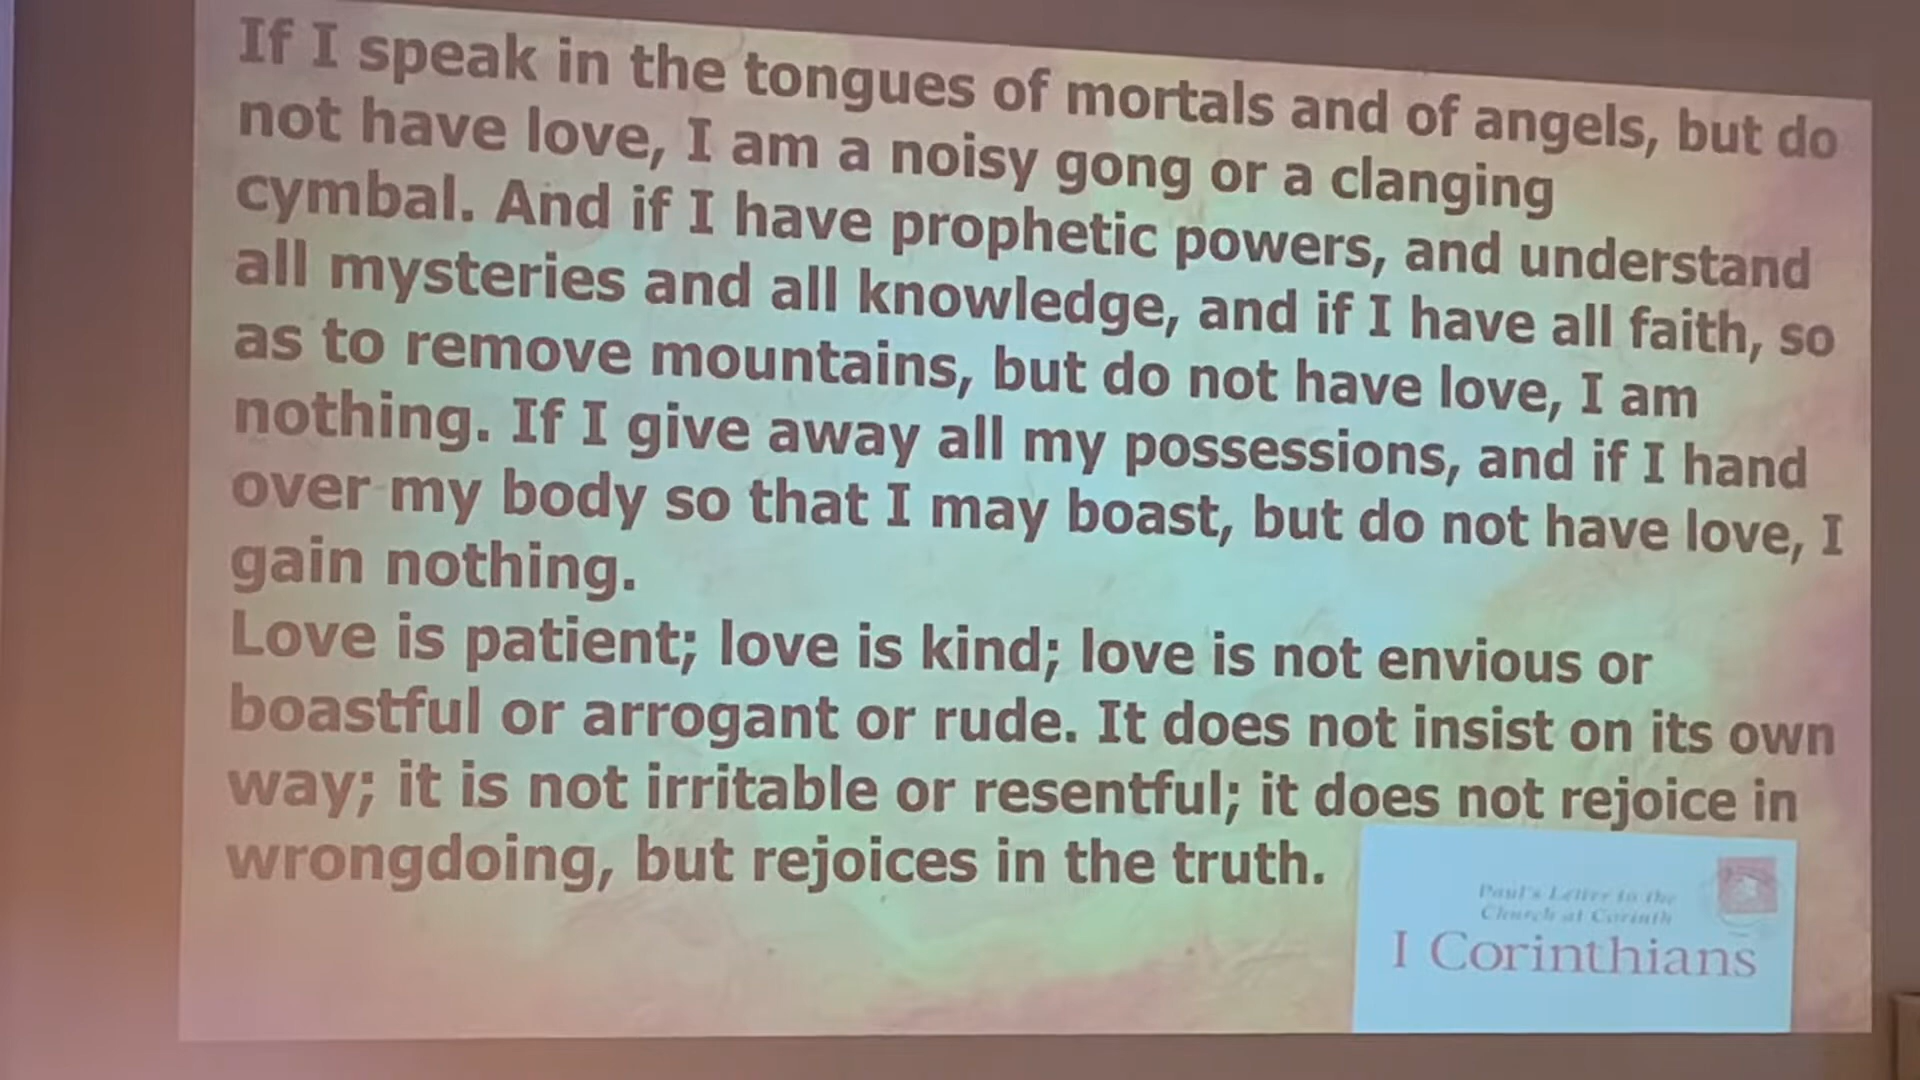 If I speak in the tongues of mortals and of angels, but do
not have love, I am a noisy gong or a clanging
cymbal. And if I have prophetic powers, and understand
all mysteries and all knowledge, and if I have all faith, so
as to remove mountains, but do not have love, I am
nothing. If I give away all my possessions, and if I hand
over my body so that I may boast, but do not have love, I
gain nothing.
Love is patient; love is kind; love is not envious or
boastful or arrogant or rude. It does not insist on its own
way; it is not irritable or resentful; it does not rejoice in
wrongdoing, but rejoices in the truth.
Paul's Letter to the
Church at Corinth
I Corinthians